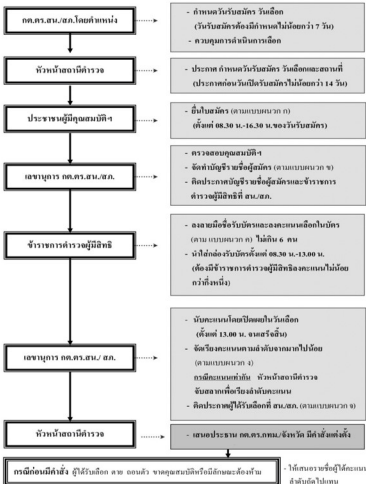 กต.ตร.สน./สภ.โดยตำแหน่ง
- กำหนดวันรับสมัคร วันเลือก
(วันรับสมัครต้องมีกำหนดไม่น้อยกว่า 7 วัน)
- ควบคุมการดำเนินการเลือก
หัวหน้าสถานีตำรวจ
- ประกาศ กำหนดวันรับสมัคร วันเลือกและสถานที่
(ประกาศก่อนวันเปิดรับสมัครไม่น้อยกว่า 14 วัน)
ประชาชนผู้มีคุณสมบัติฯ
- ยื่นใบสมัคร (ตามแบบผนวก ก)
(ตั้งแต่ 08.30 น.-16.30 น.ของวันรับสมัคร)
เลขานุการ กต.ตร.สน./สภ.
- ตรวจสอบคุณสมบัติฯ
- จัดทำบัญชีรายชื่อผู้สมัคร (ตามแบบผนวก ข)
- ติดประกาศบัญชีรายชื่อผู้สมัครและข้าราชการ
ตำรวจผู้มีสิทธิที่ สน./สภ.
ข้าราชการตำรวจผู้มีสิทธิ
- ลงลายมือชื่อรับบัตรและลงคะแนนเลือกในบัตร
(ตาม แบบผนวก ค) ไม่เกิน 6 คน
- นำใส่กล่องรับบัตรตั้งแต่ 08.30 น.-13.00 น.
(ต้องมีข้าราชการตำรวจผู้มีสิทธิลงคะแนนไม่น้อย
กว่ากึ่งหนึ่ง)
เลขานุการ กต.ตร.สน./ สภ.
- นับคะแนนโดยเปิดเผยในวันเลือก
(ตั้งแต่ 13.00 น. จนเสร็จสิ้น)
- จัดเรียงคะแนนตามลำดับจากมากไปน้อย
(ตามแบบผนวก ง)
กรณีคะแนนเท่ากัน หัวหน้าสถานีตำรวจ
จับสลากเพื่อเรียงลำดับคะแนน
- ติดประกาศผู้ได้รับเลือกที่ สน./สภ. (ตามแบบผนวก จ)
หัวหน้าสถานีตำรวจ
- เสนอประธาน กต.ตร.กทม./จังหวัด มีคำสั่งแต่งตั้ง
กรณีก่อนมีคำสั่ง ผู้ได้รับเลือก ตาย ถอนตัว ขาดคุณสมบัติหรือมีลักษณะต้องห้าม
- ให้เสนอรายชื่อผู้ได้คะแนน
ลำดับถัดไปแทน